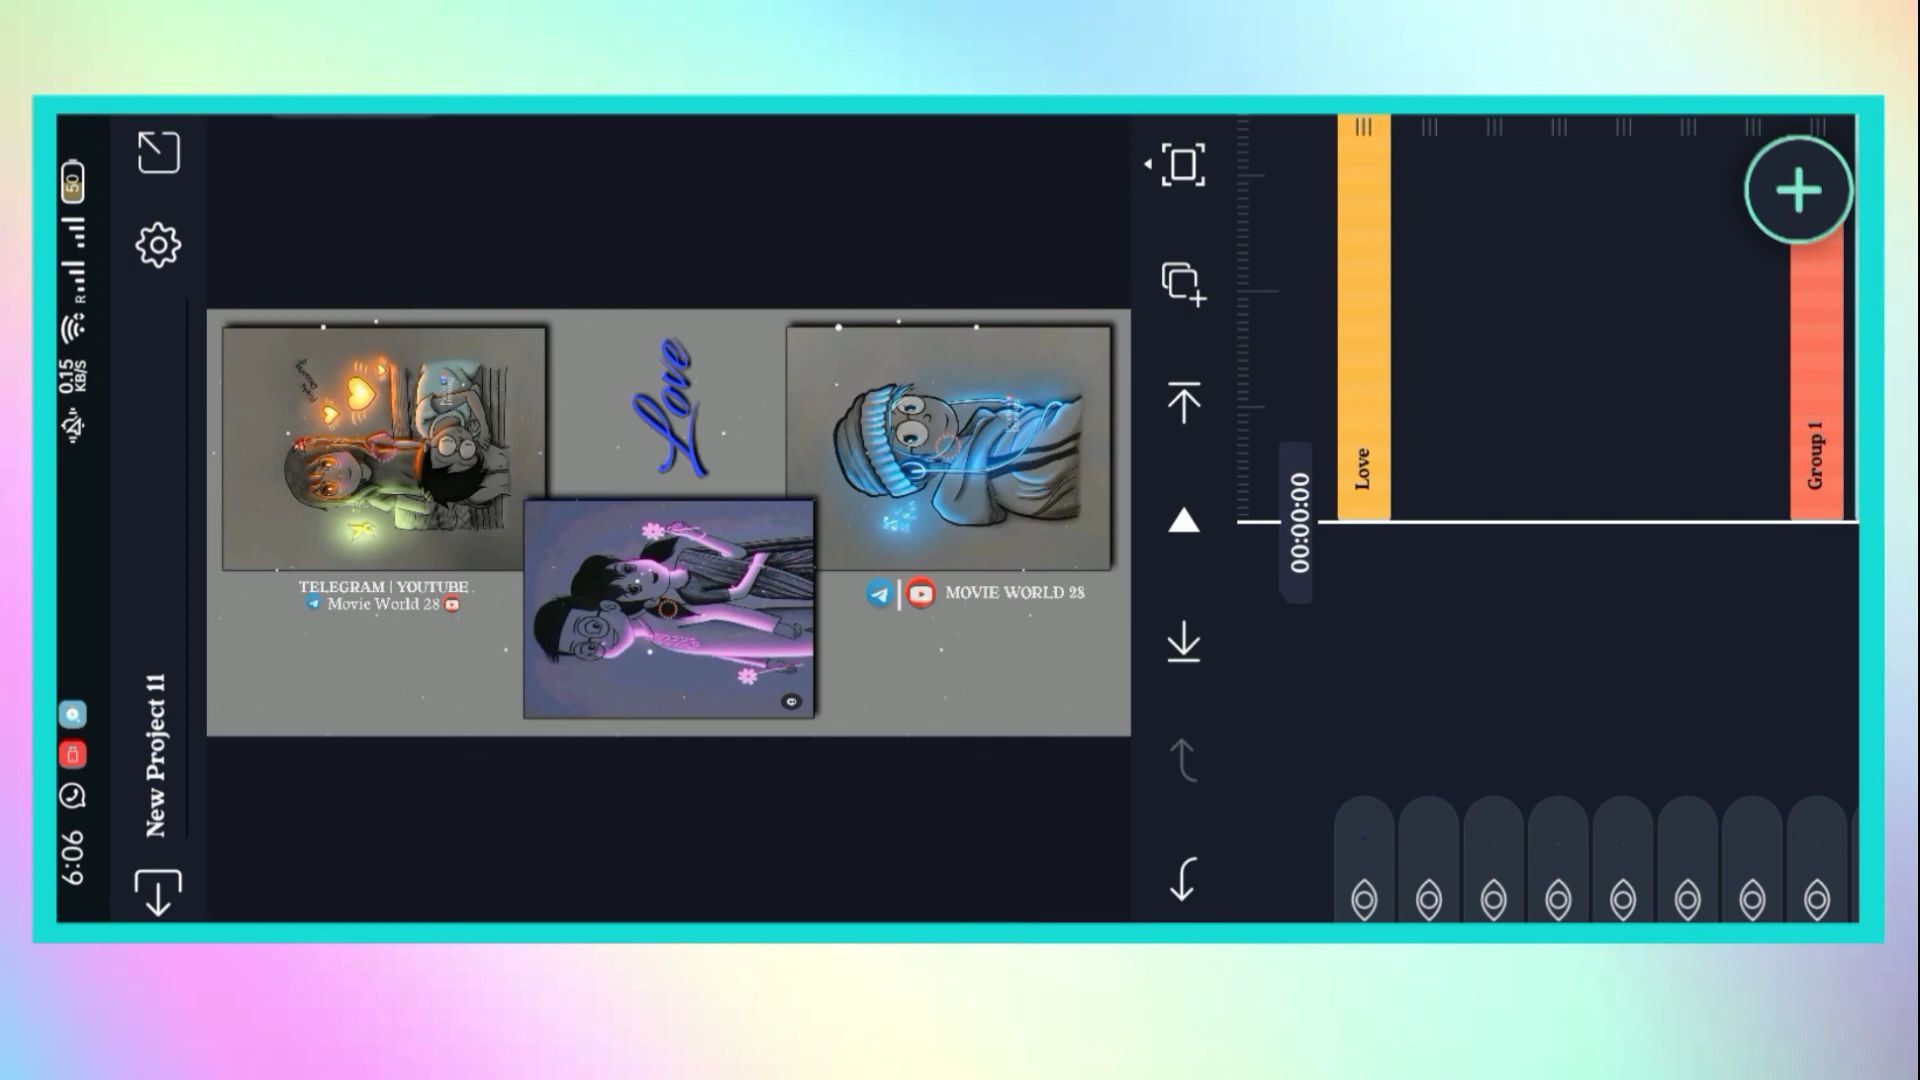 6:06
0.15
KB/S
R
50
New Project 11
Love
TELEGRAM | YOUTUBE
Movie World 28
MOVIE WORLD 28
00:00:00
Love
Group 1